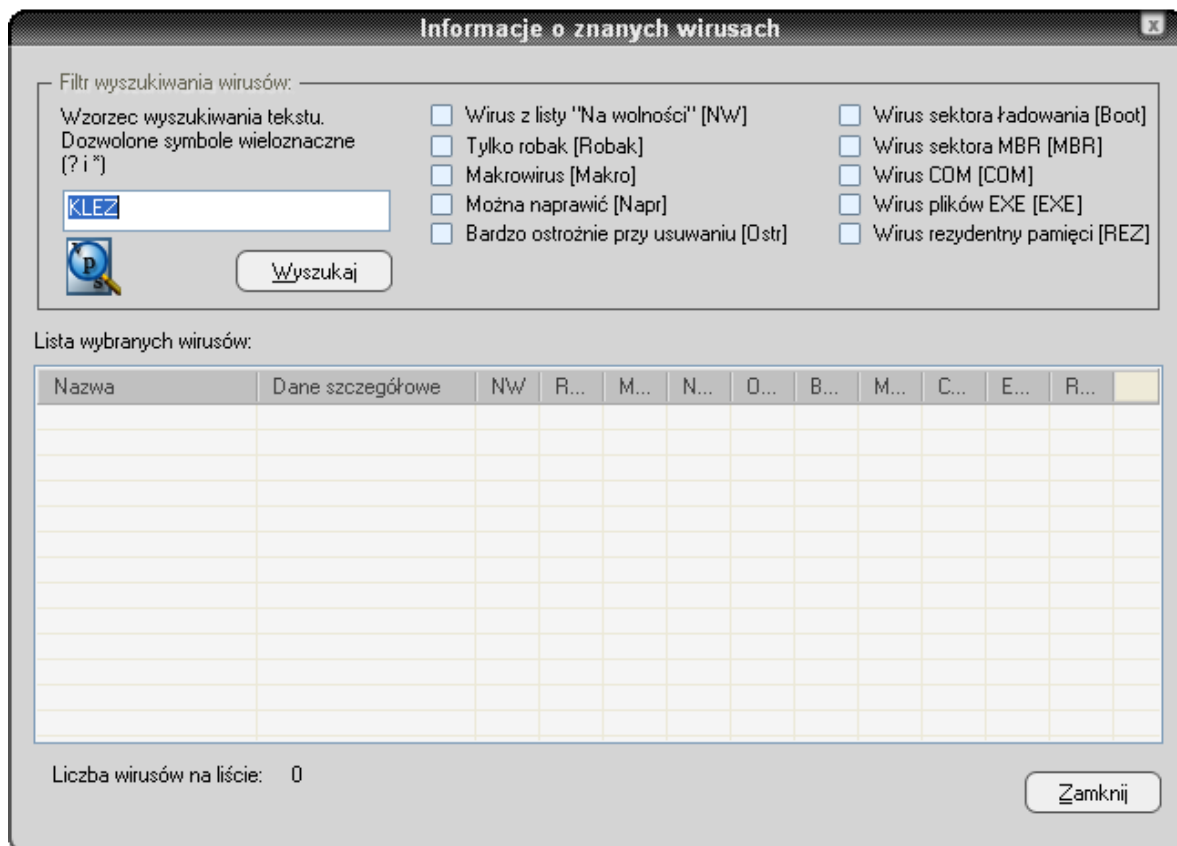 Informacje o znanych wirusach
x
Filtr wyszukiwania wirusów:
Wzorzec wyszukiwania tekstu.
Dozwolone symbole wieloznaczne
(? i *)
KLEZ
VPS
Wyszukaj
Wirus z listy "Na wolności" [NW]
Tylko robak [Robak]
Makrowirus [Makro]
Można naprawić [Napr]
Bardzo ostrożnie przy usuwaniu [Ostr]
Wirus sektora ładowania [Boot]
Wirus sektora MBR [MBR]
Wirus COM [COM]
Wirus plików EXE [EXE]
Wirus rezydentny pamięci [REZ]
Lista wybranych wirusów:
Nazwa Dane szczegółowe NW R... M... N... O... B... M... C... E... R...
Liczba wirusów na liście: 0
Zamknij